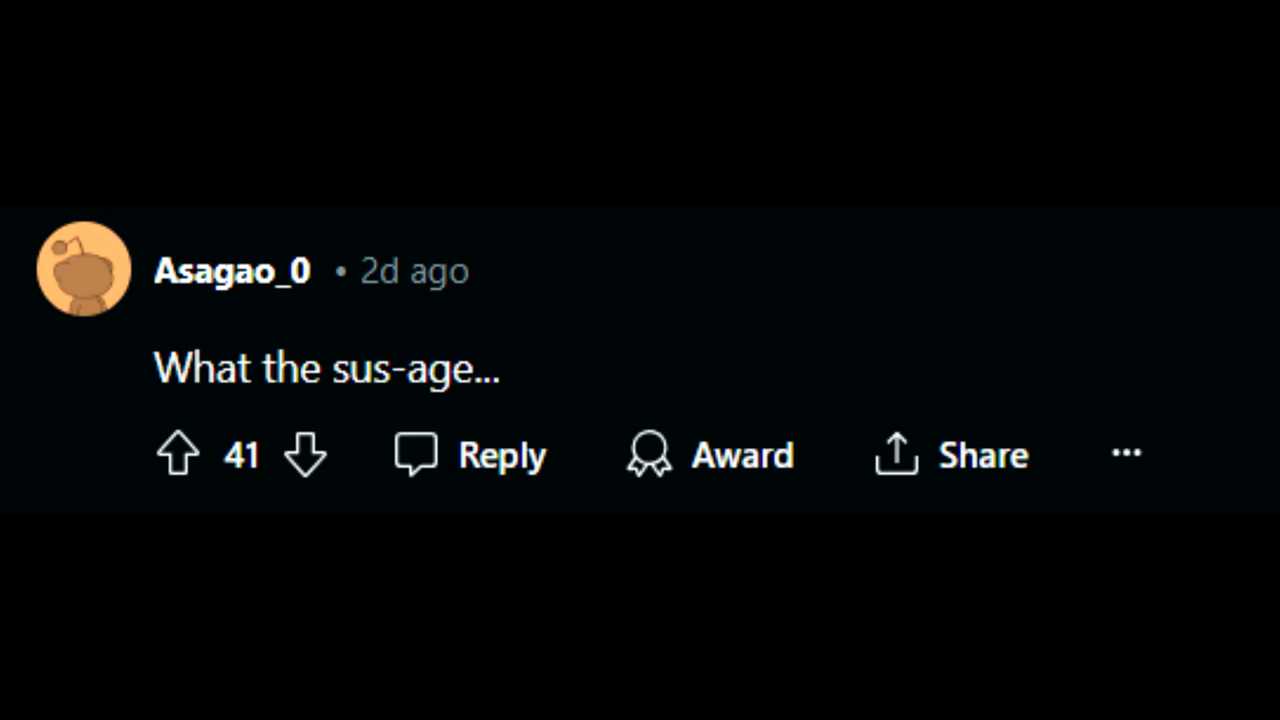 Asagao_0 • 2d ago
What the sus-age...
41 Reply Award Share ...